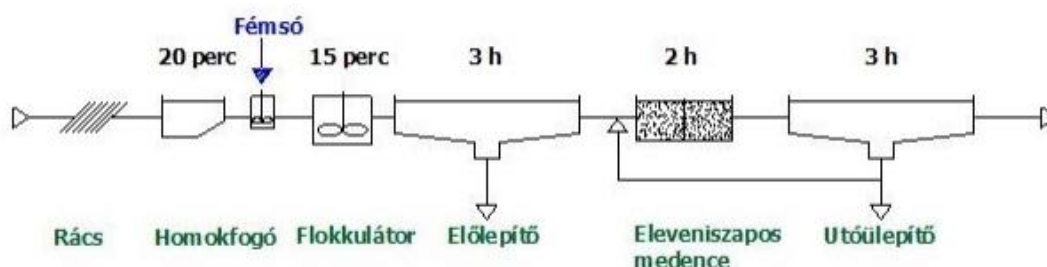 Fémsó
20 perc
15 perc
3 h
2 h
3 h
Rács
Homokfogó
Flokkulátor
Előlepítő
Eleveniszapos
medence
Utóülepítő